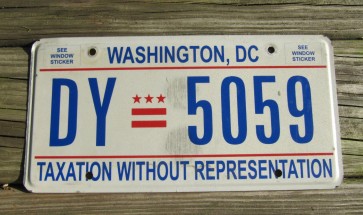 SEE
WINDOW
STICKER
WASHINGTON, DC
SEE
WINDOW
STICKER
DY 5059
TAXATION WITHOUT REPRESENTATION